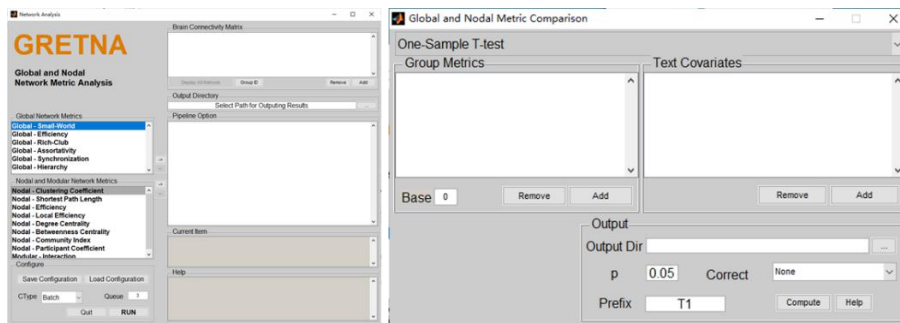 Network Analysis
GRETNA
Global and Nodal
Network Metric Analysis
Global Network Metrics
Global - Small-World
Global - Efficiency
Global - Rich-Club
Global - Assortativity
Global - Synchronization
Global - Hierarchy
Nodal and Modular Network Metrics
Nodal - Clustering Coefficient
Nodal - Shortest Path Length
Nodal - Efficiency
Nodal - Local Efficiency
Nodal - Degree Centrality
Nodal - Betweenness Centrality
Nodal - Community Index
Nodal - Participant Coefficient
Modular - Interaction
Configure
Save Configuration Load Configuration
CType Batch Queue 1
Quit RUN
Brain Connectivity Matrix
Group ID Remove Add
Output Directory
Select Path for Outputing Results ...
Pipeline Option
Current Item
Help
Global and Nodal Metric Comparison
One-Sample T-test
Group Metrics
Base 0 Remove Add
Text Covariates
Remove Add
Output
Output Dir ...
p 0.05 Correct None
Prefix T1 Compute Help